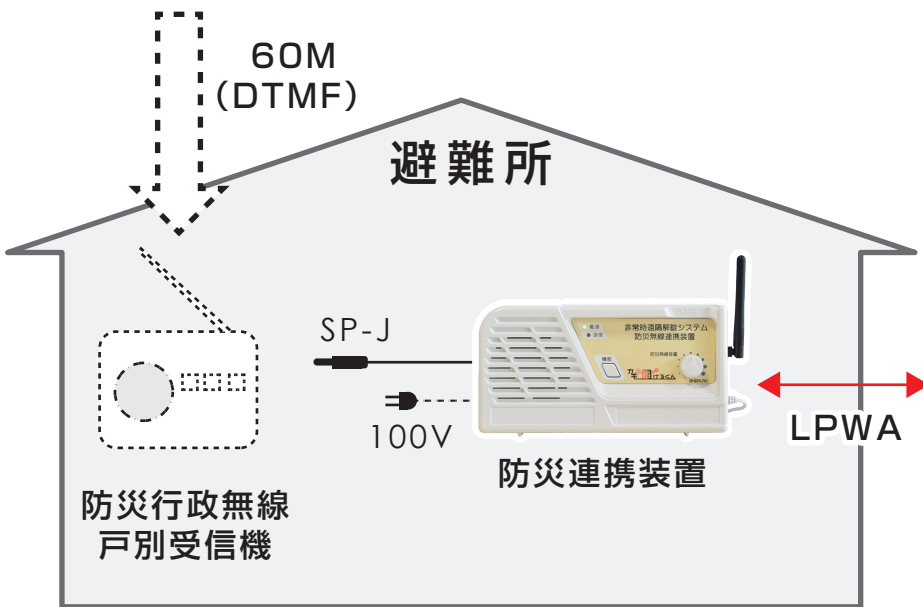 60M
(DTMF)
避難所
SP-J
100V
電源
非常時遠隔解錠システム
防災無線連携装置
LPWA
防災連携装置
防災行政無線
戸別受信機